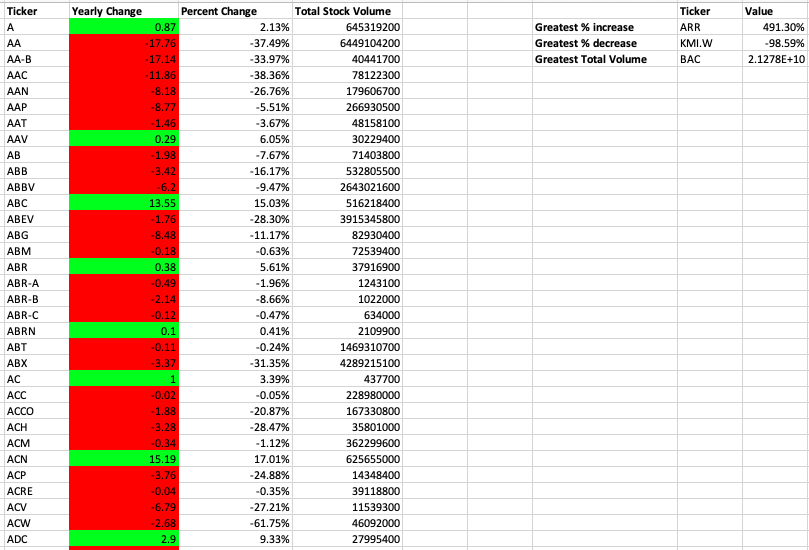 Ticker Yearly Change Percent Change Total Stock Volume Ticker Value
A 0.87 2.13% 645319200 Greatest % increase ARR 491.30%
AA -17.76 -37.49% 6449104200 Greatest % decrease KMI.W -98.59%
AA-B -17.14 -33.97% 40441700 Greatest Total Volume BAC 2.1278E+10
AAC -11.86 -38.36% 78122300
AAN -8.18 -26.76% 179606700
AAP -8.77 -5.51% 266930500
AAT -1.46 -3.67% 48158100
AAV 0.29 6.05% 30229400
AB -1.98 -7.67% 71403800
ABB -3.42 -16.17% 532805500
ABBV -6.2 -9.47% 2643021600
ABC 13.55 15.03% 516218400
ABEV -1.76 -28.30% 3915345800
ABG -8.48 -11.17% 82930400
ABM -0.18 -0.63% 72539400
ABR 0.38 5.61% 37916900
ABR-A -0.49 -1.96% 1243100
ABR-B -2.14 -8.66% 1022000
ABR-C -0.12 -0.47% 634000
ABRN 0.1 0.41% 2109900
ABT -0.11 -0.24% 1469310700
ABX -3.37 -31.35% 4289215100
AC 1 3.39% 437700
ACC -0.02 -0.05% 228980000
ACCO -1.88 -20.87% 167330800
ACH -3.28 -28.47% 35801000
ACM -0.34 -1.12% 362299600
ACN 15.19 17.01% 625655000
ACP -3.76 -24.88% 14348400
ACRE -0.04 -0.35% 39118800
ACV -6.79 -27.21% 11539300
ACW -2.68 -61.75% 46092000
ADC 2.9 9.33% 27995400